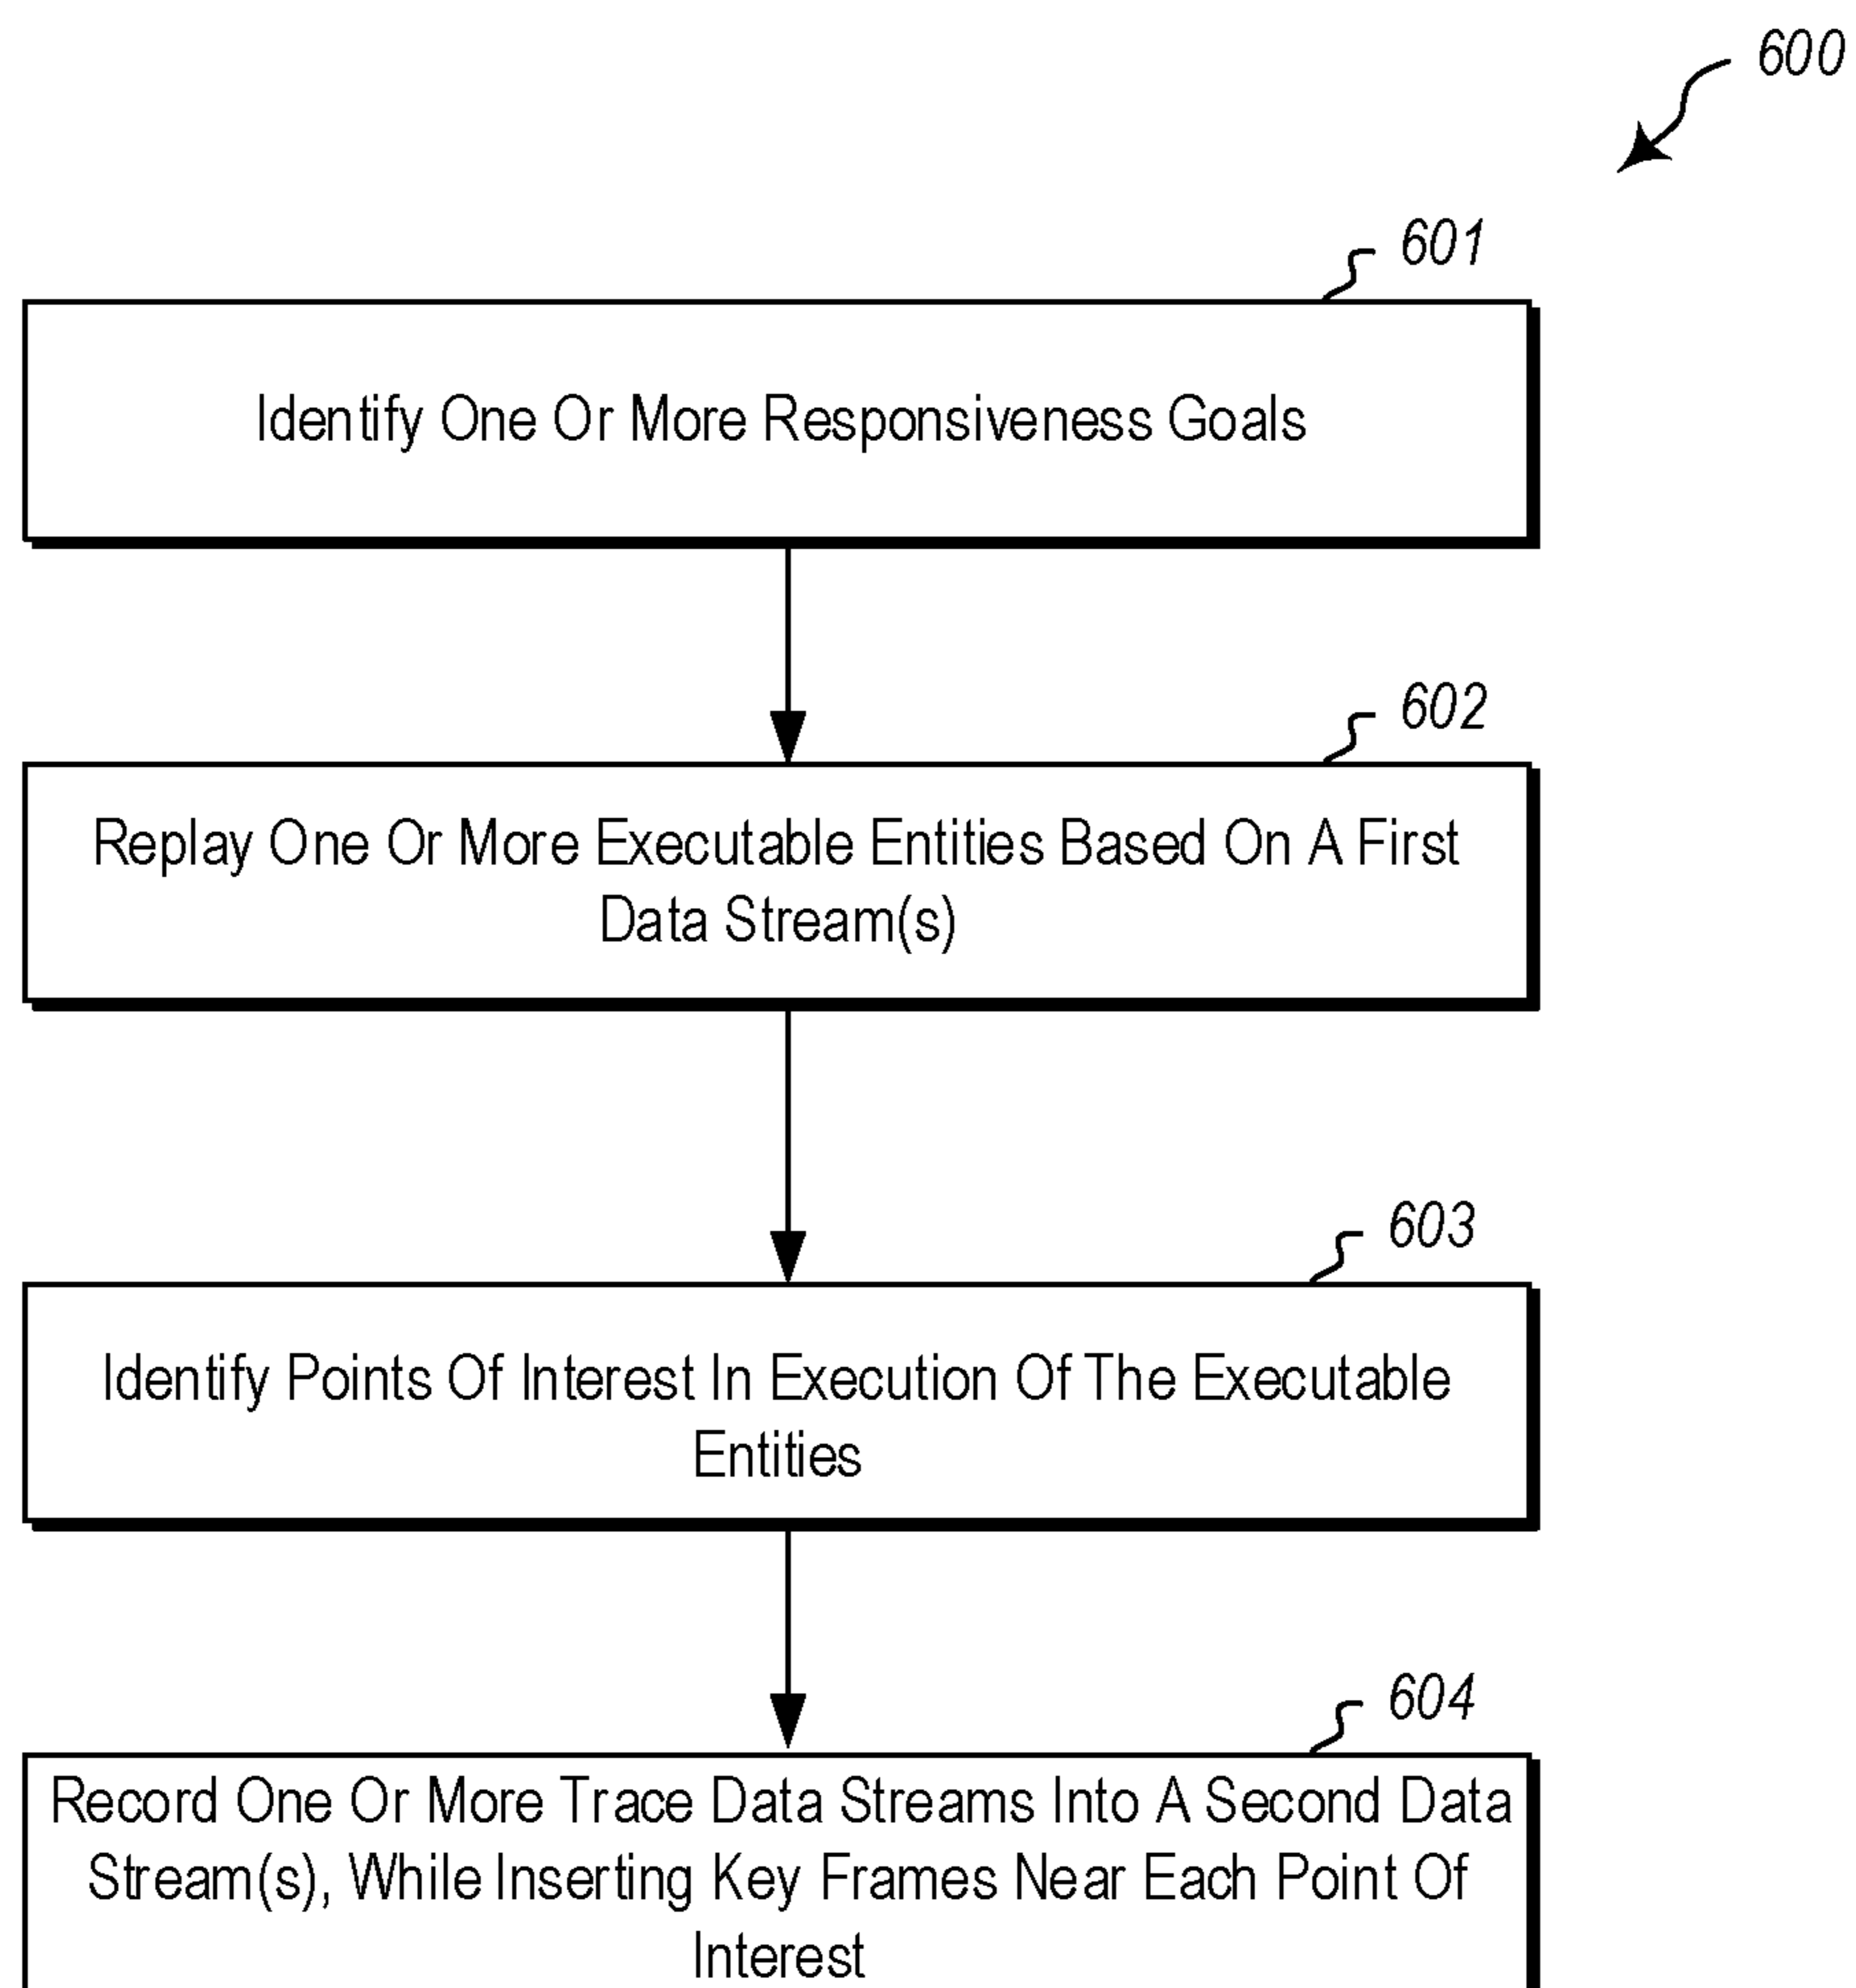 600
601
Identify One Or More Responsiveness Goals
602
Replay One Or More Executable Entities Based On A First
Data Stream(s)
603
Identify Points Of Interest In Execution Of The Executable
Entities
604
Record One Or More Trace Data Streams Into A Second Data
Stream(s), While Inserting Key Frames Near Each Point Of
Interest